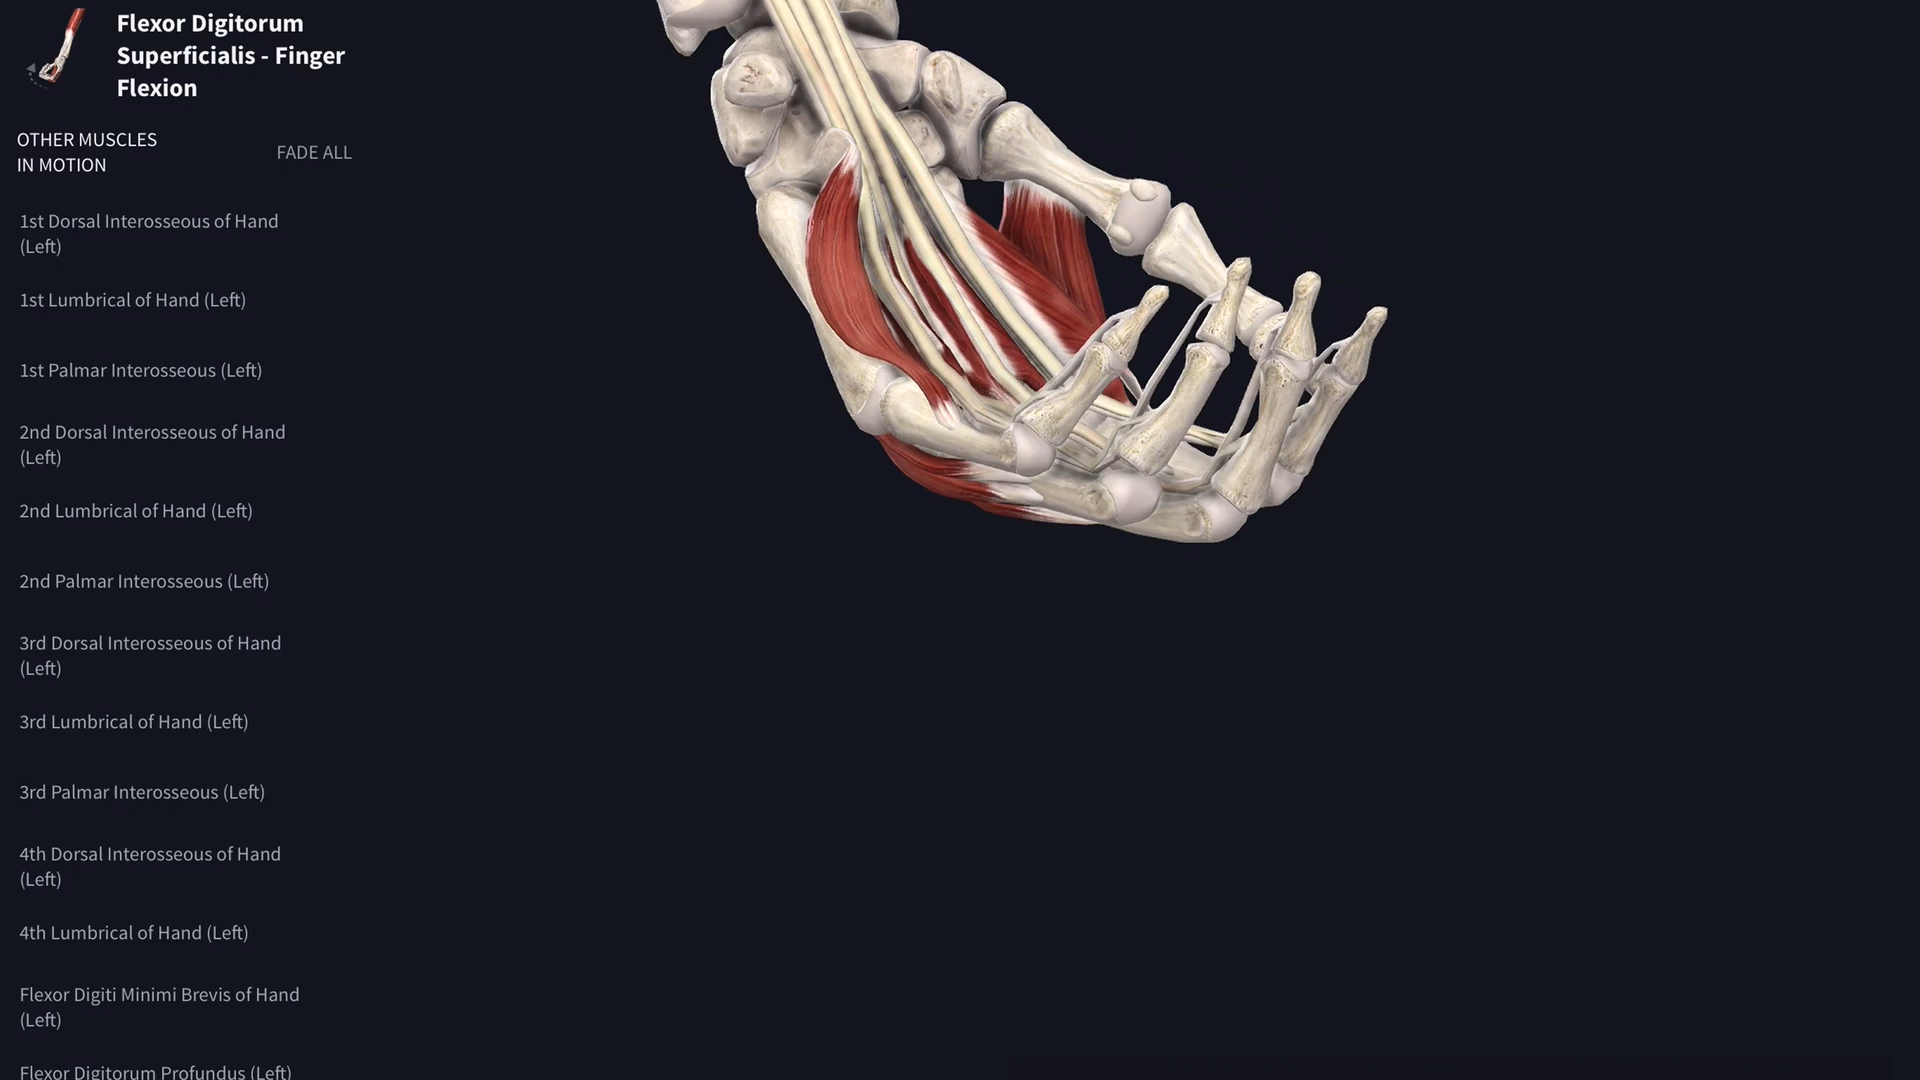 Flexor Digitorum
Superficialis - Finger
Flexion
OTHER MUSCLES
IN MOTION
FADE ALL
1st Dorsal Interosseous of Hand
(Left)
1st Lumbrical of Hand (Left)
1st Palmar Interosseous (Left)
2nd Dorsal Interosseous of Hand
(Left)
2nd Lumbrical of Hand (Left)
2nd Palmar Interosseous (Left)
3rd Dorsal Interosseous of Hand
(Left)
3rd Lumbrical of Hand (Left)
3rd Palmar Interosseous (Left)
4th Dorsal Interosseous of Hand
(Left)
4th Lumbrical of Hand (Left)
Flexor Digiti Minimi Brevis of Hand
(Left)
Flexor Digitorum Profundus (Left)